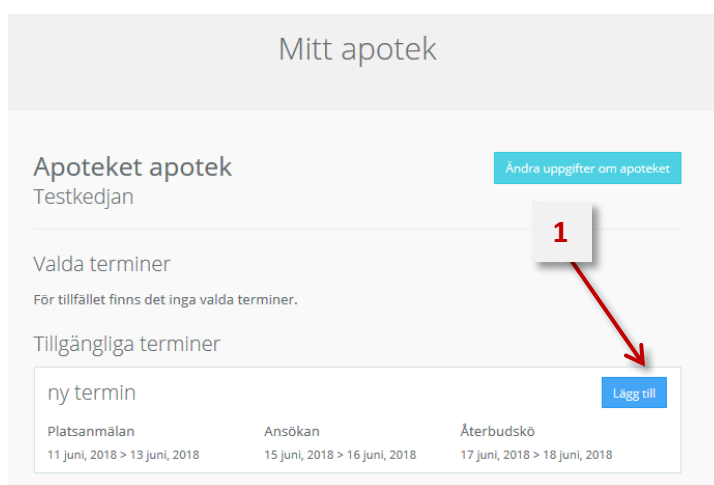 Mitt apotek
Apoteket apotek
Ändra uppgifter om apoteket
Testkedjan
1
Valda terminer
För tillfället finns det inga valda terminer.
Tillgängliga terminer
ny termin
Lägg till
Platsanmälan Ansökan Återbudskö
11 juni, 2018 > 13 juni, 2018 15 juni, 2018 > 16 juni, 2018 17 juni, 2018 > 18 juni, 2018